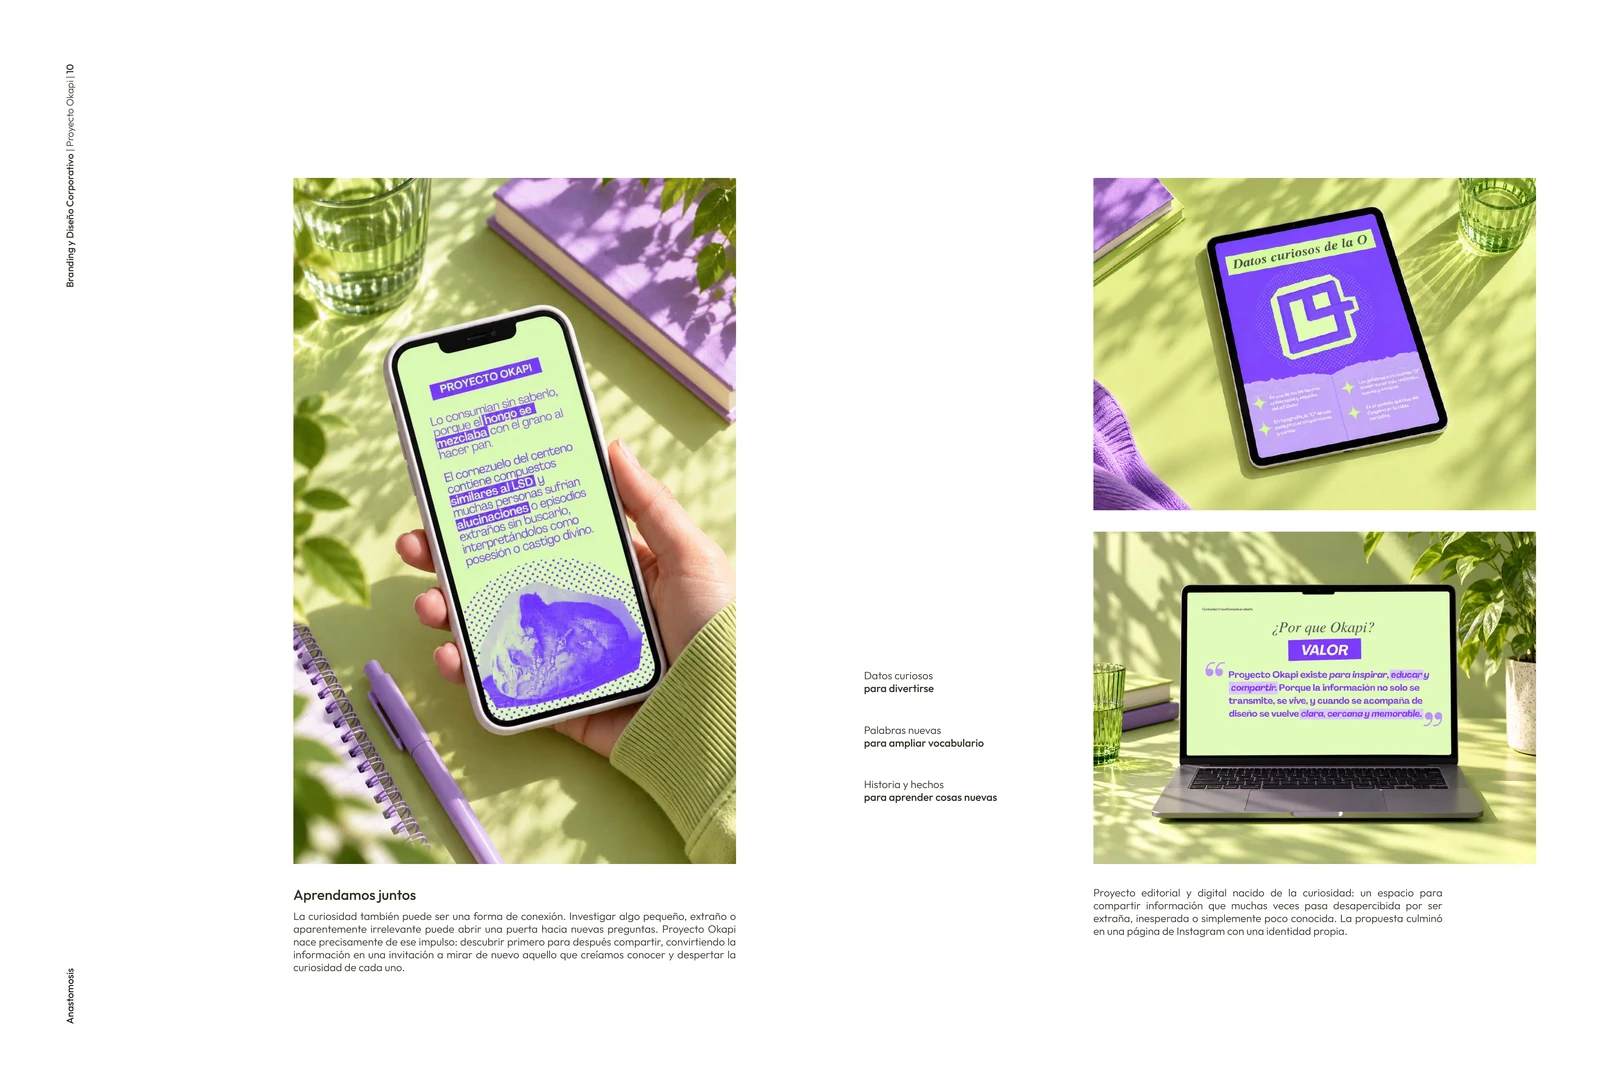 Branding y Diseño Corporativo | Proyecto Okapi | 10
Anastomosis
PROYECTO OKAPI
Lo consumían sin saberlo,
porque el hongo se
mezclaba con el grano al
hacer pan.
El cornezuelo del centeno
contiene compuestos
similares al LSD y
muchas personas sufrían
alucinaciones o episodios
extraños sin buscarlo,
interpretándolos como
posesión o castigo divino.
Aprendamos juntos
La curiosidad también puede ser una forma de conexión. Investigar algo pequeño, extraño o
aparentemente irrelevante puede abrir una puerta hacia nuevas preguntas. Proyecto Okapi
nace precisamente de ese impulso: descubrir primero para después compartir, convirtiendo la
información en una invitación a mirar de nuevo aquello que creíamos conocer y despertar la
curiosidad de cada uno.
Datos curiosos
para divertirse
Palabras nuevas
para ampliar vocabulario
Historia y hechos
para aprender cosas nuevas
Datos curiosos de la O
¿Por que Okapi?
VALOR
“Proyecto Okapi existe para inspirar, educar y
compartir. Porque la información no solo se
transmite, se vive, y cuando se acompaña de
diseño se vuelve clara, cercana y memorable.”
Proyecto editorial y digital nacido de la curiosidad: un espacio para
compartir información que muchas veces pasa desapercibida por ser
extraña, inesperada o simplemente poco conocida. La propuesta culminó
en una página de Instagram con una identidad propia.